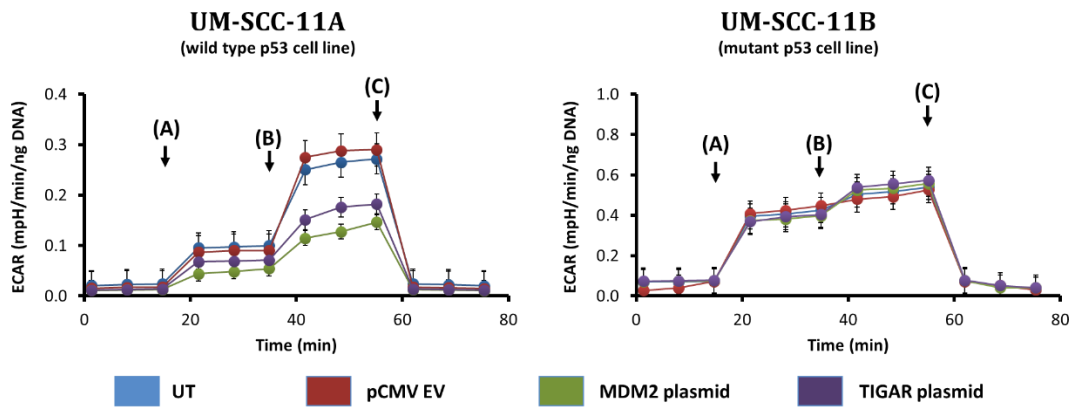 UM-SCC-11A
(wild type p53 cell line)
ECAR (mpH/min/ng DNA)
0.4
0.3
0.2
0.1
0.0
(A)
(B)
(C)
0 20 40 60 80
Time (min)
UM-SCC-11B
(mutant p53 cell line)
ECAR (mpH/min/ng DNA)
1.0
0.8
0.6
0.4
0.2
0.0
(A)
(B)
(C)
0 20 40 60 80
Time (min)
UT pCMV EV MDM2 plasmid TIGAR plasmid